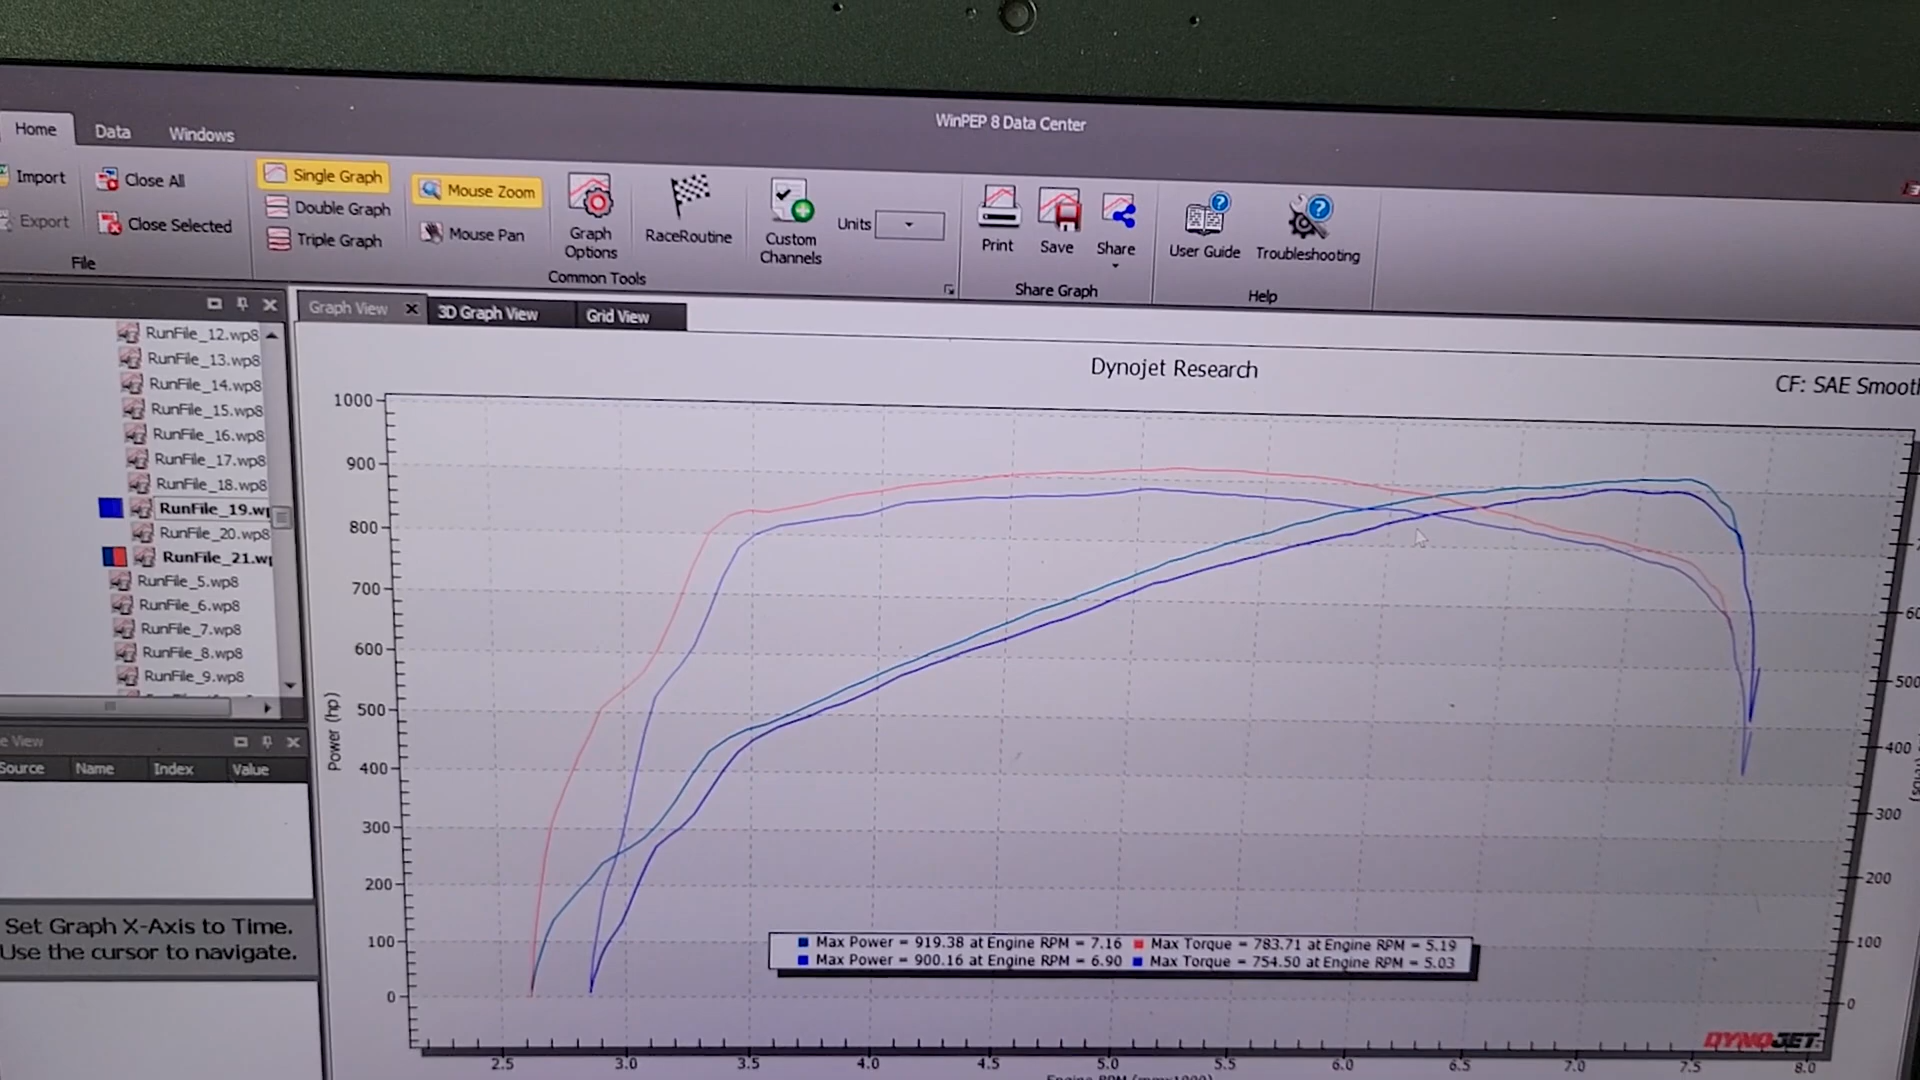 WinPEP 8 Data Center
Home
Data
Windows
Import
Export
Close All
Close Selected
File
Single Graph
Double Graph
Triple Graph
Mouse Zoom
Mouse Pan
Graph Options
RaceRoutine
Custom Channels
Units
Common Tools
Print
Save
Share
Share Graph
User Guide
Troubleshooting
Help
Graph View
3D Graph View
Grid View
RunFile_12.wp8
RunFile_13.wp8
RunFile_14.wp8
RunFile_15.wp8
RunFile_16.wp8
RunFile_17.wp8
RunFile_18.wp8
RunFile_19.wp
RunFile_20.wp8
RunFile_21.wp
RunFile_5.wp8
RunFile_6.wp8
RunFile_7.wp8
RunFile_8.wp8
RunFile_9.wp8
e View
Source Name Index Value
Set Graph X-Axis to Time.
Use the cursor to navigate.
Dynojet Research
CF: SAE Smooth
1000
900
800
700
600
500
400
300
200
100
0
Power (hp)
Max Power = 919.38 at Engine RPM = 7.16 Max Torque = 783.71 at Engine RPM = 5.19
Max Power = 900.16 at Engine RPM = 6.90 Max Torque = 754.50 at Engine RPM = 5.03
500
400
300
200
100
0
DYNOJET
2.5 3.0 3.5 4.0 4.5 5.0 5.5 6.0 6.5 7.0 7.5 8.0